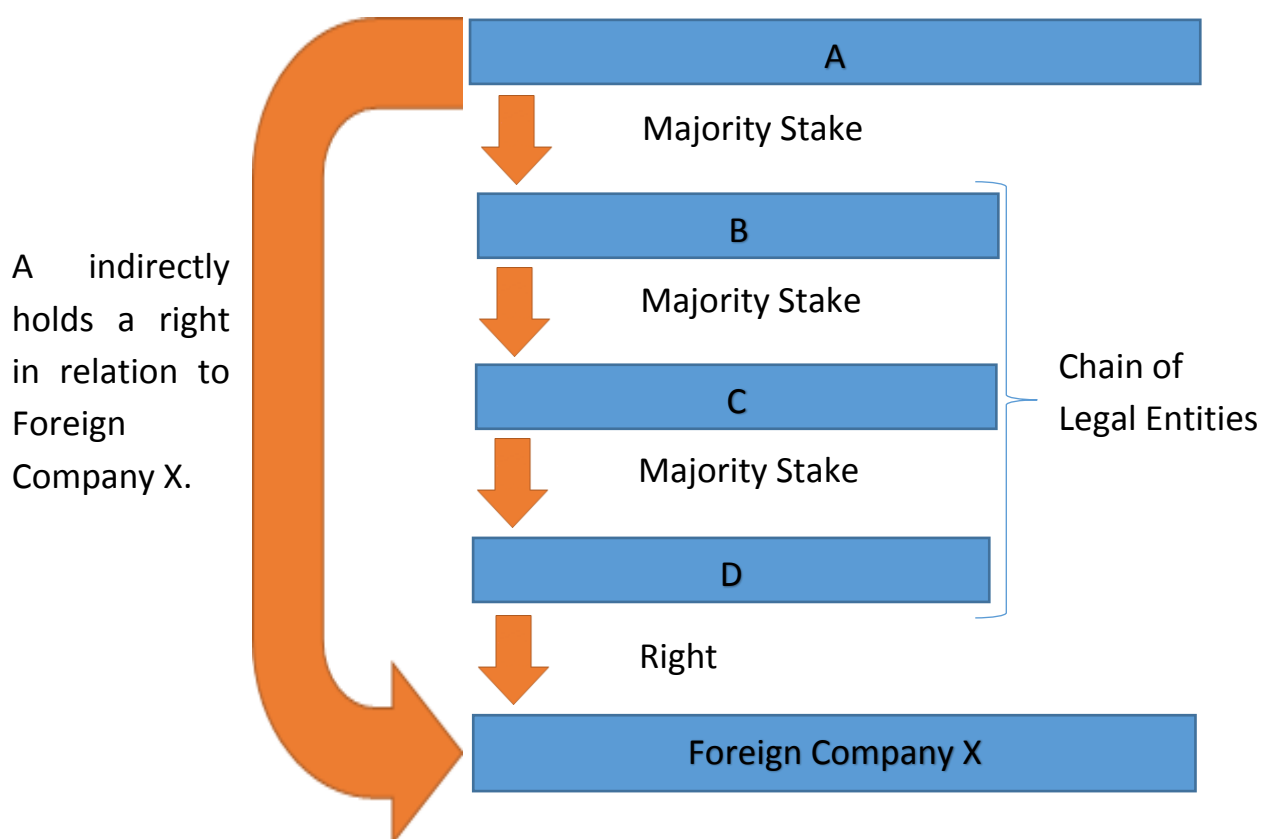 A
Majority Stake
B
Majority Stake
A indirectly
holds a right
in relation to
Foreign
Company X.
C
Chain of
Legal Entities
Majority Stake
D
Right
Foreign Company X